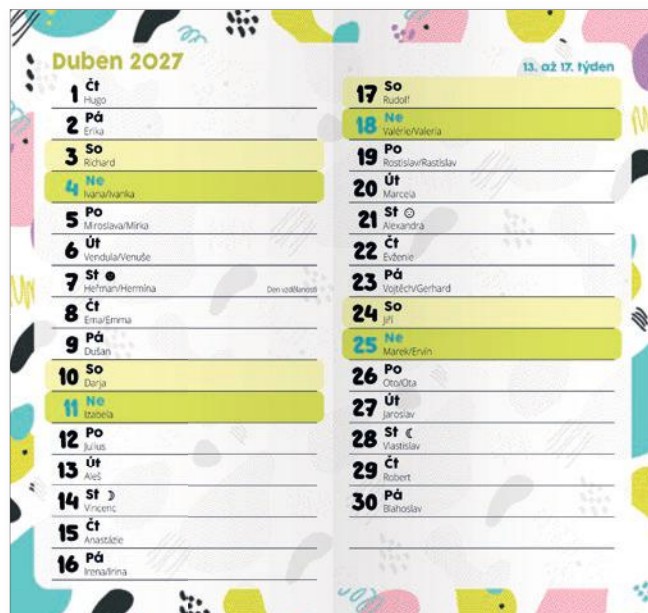 Duben 2027
1 Čt
Hugo
2 Pá
Erika
3 So
Richard
4 Ne
Ivana/Ivanka
5 Po
Miroslava/Mirka
6 Út
Vendula/Venuše
7 St
Heřman/Hermína
Den vzdělanosti
8 Čt
Ema/Emma
9 Pá
Dušan
10 So
Darja
11 Ne
Izabela
12 Po
Julius
13 Út
Aleš
14 St
Vincenc
15 Čt
Anastázie
16 Pá
Irena/Irina
13. až 17. týden
17 So
Rudolf
18 Ne
Valérie/Valeria
19 Po
Rostislav/Rastislav
20 Út
Marcela
21 St
Alexandra
22 Čt
Evženie
23 Pá
Vojtěch/Gerhard
24 So
Jiří
25 Ne
Marek/Ervín
26 Po
Oto/Ota
27 Út
Jaroslav
28 St
Vlastislav
29 Čt
Robert
30 Pá
Blahoslav